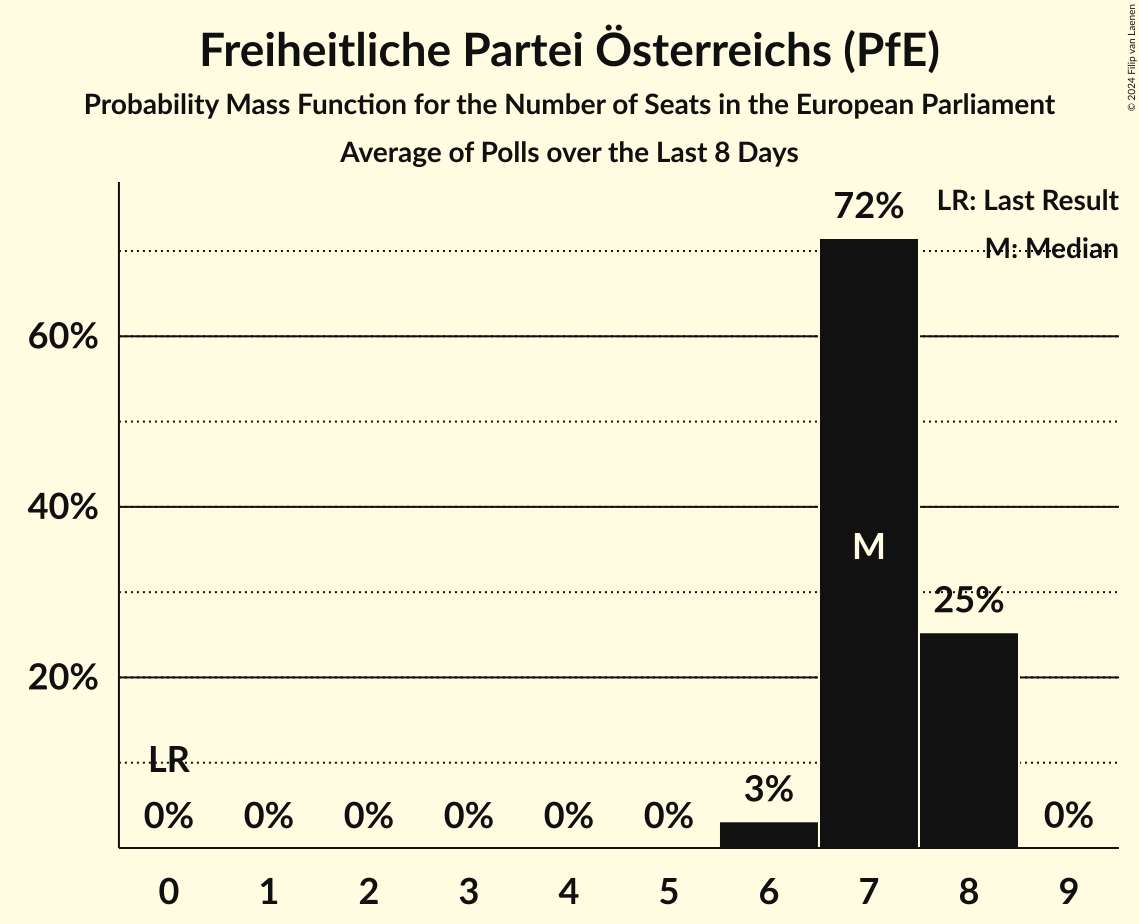 Freiheitliche Partei Österreichs (PfE)
Probability Mass Function for the Number of Seats in the European Parliament
Average of Polls over the Last 8 Days
© 2024 Filip van Laenen
LR: Last Result
M: Median
72%
60%
40%
M
25%
20%
LR
3%
0% 0% 0% 0% 0% 0% 0%
0 1 2 3 4 5 6 7 8 9